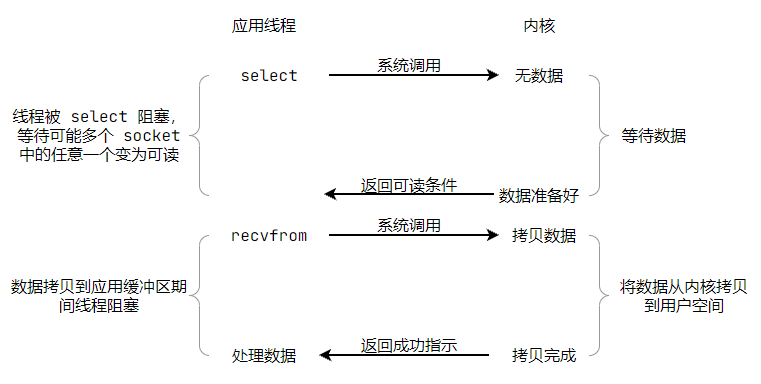 应用线程
内核
select
系统调用
无数据
线程被 select 阻塞，
等待可能多个 socket
中的任意一个变为可读
等待数据
返回可读条件
数据准备好
recvfrom
系统调用
拷贝数据
数据拷贝到应用缓冲区期
间线程阻塞
将数据从内核拷贝
到用户空间
处理数据
返回成功指示
拷贝完成